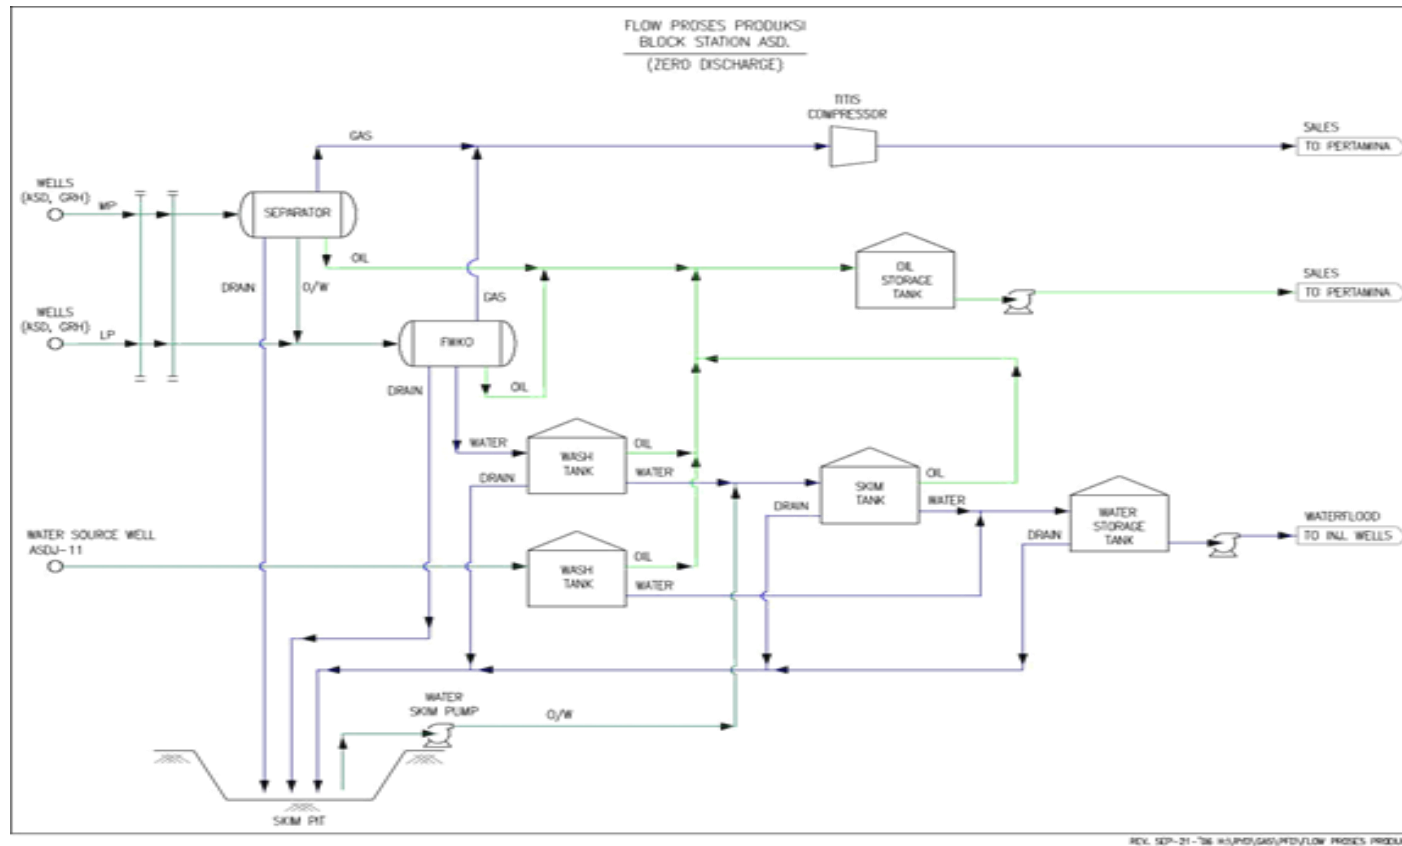 FLOW PROSES PRODUKSI
BLOCK STATION ASD.
(ZERO DISCHARGE)
TITIS
COMPRESSOR
GAS
SALES
TO PERTAMINA
WELLS
(ASD, GRH)
MP
SEPARATOR
OIL
DRAIN
O/W
GAS
OIL
STORAGE
TANK
SALES
TO PERTAMINA
WELLS
(ASD, GRH)
LP
FWKO
DRAIN
OIL
WATER
WASH
TANK
OIL
WATER
DRAIN
SKIM
TANK
OIL
WATER
DRAIN
WATER
STORAGE
TANK
DRAIN
WATERFLOOD
TO INJ. WELLS
WATER SOURCE WELL
ASDJ-11
WASH
TANK
OIL
WATER
WATER
SKIM PUMP
O/W
SKIM PIT